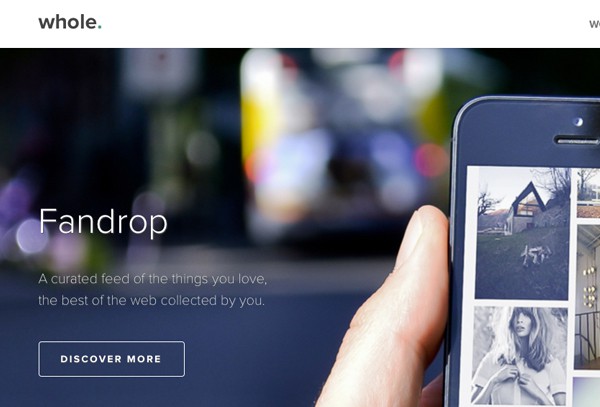 whole.
Fandrop
A curated feed of the things you love,
the best of the web collected by you.
DISCOVER MORE